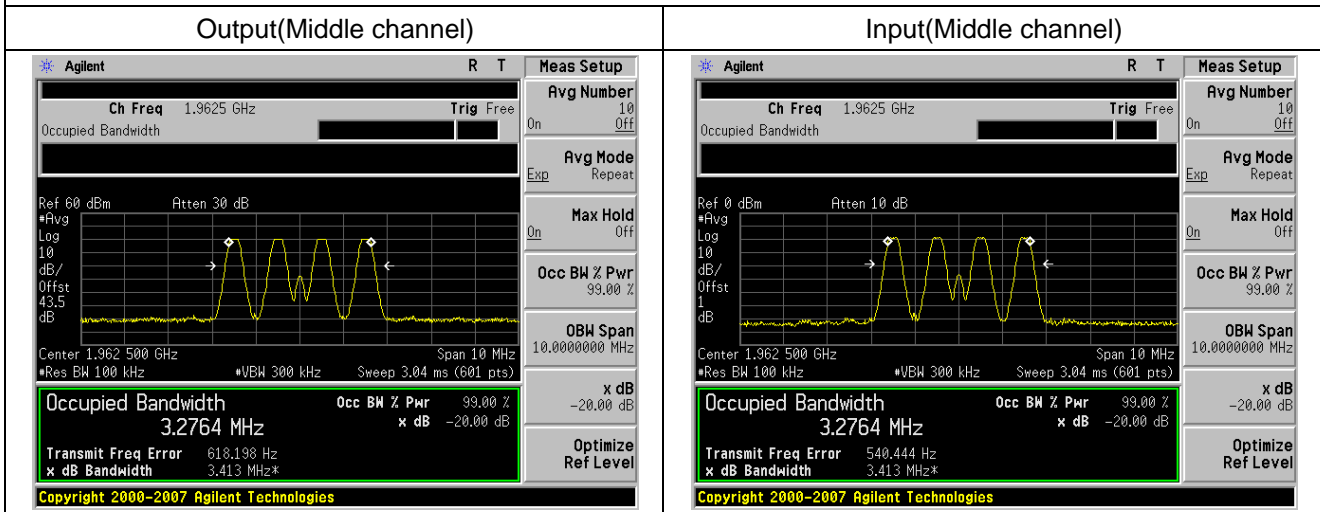 Output(Middle channel)
Input(Middle channel)
Agilent R T
Ch Freq 1.9625 GHz Trig Free
Occupied Bandwidth
Ref 60 dBm Atten 30 dB
#Avg
Log
10
dB/
Offst
43.5
dB
Center 1.962 500 GHz Span 10 MHz
#Res BW 100 kHz #VBW 300 kHz Sweep 3.04 ms (601 pts)
Occupied Bandwidth Occ BW % Pwr 99.00 %
3.2764 MHz x dB -20.00 dB
Transmit Freq Error 618.198 Hz
x dB Bandwidth 3.413 MHz*
Copyright 2000-2007 Agilent Technologies
Meas Setup
Avg Number
10
On Off
Avg Mode
Exp Repeat
Max Hold
On Off
Occ BW % Pwr
99.00 %
OBW Span
10.0000000 MHz
x dB
-20.00 dB
Optimize
Ref Level
Agilent R T
Ch Freq 1.9625 GHz Trig Free
Occupied Bandwidth
Ref 0 dBm Atten 10 dB
#Avg
Log
10
dB/
Offst
1
dB
Center 1.962 500 GHz Span 10 MHz
#Res BW 100 kHz #VBW 300 kHz Sweep 3.04 ms (601 pts)
Occupied Bandwidth Occ BW % Pwr 99.00 %
3.2764 MHz x dB -20.00 dB
Transmit Freq Error 540.444 Hz
x dB Bandwidth 3.413 MHz*
Copyright 2000-2007 Agilent Technologies
Meas Setup
Avg Number
10
On Off
Avg Mode
Exp Repeat
Max Hold
On Off
Occ BW % Pwr
99.00 %
OBW Span
10.0000000 MHz
x dB
-20.00 dB
Optimize
Ref Level